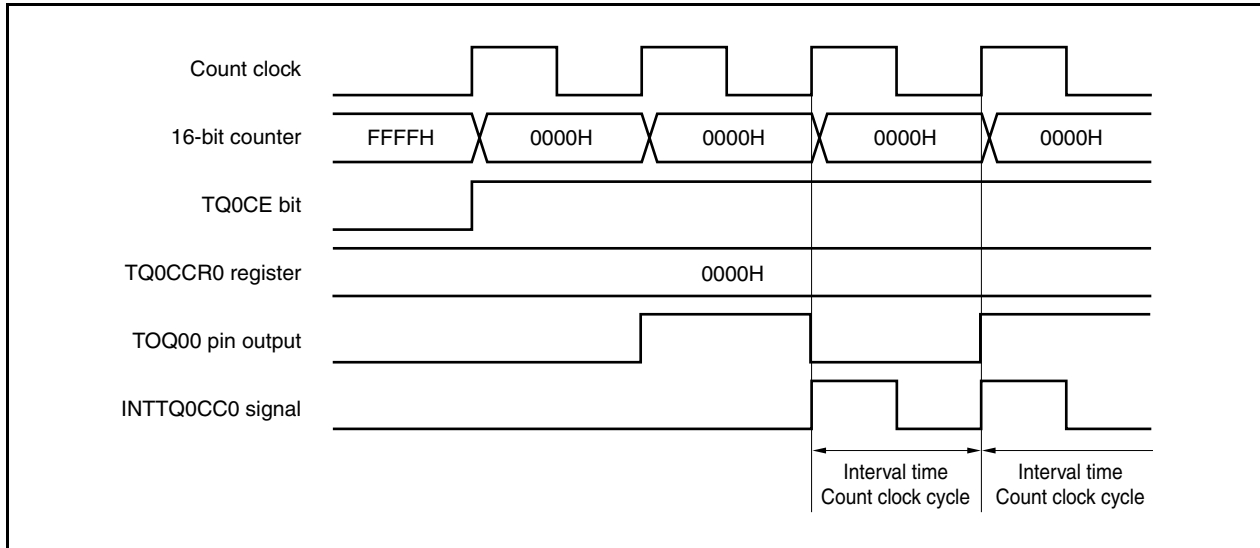 Count clock
16-bit counter
FFFFH 0000H 0000H 0000H 0000H
TQ0CE bit
TQ0CCR0 register
0000H
TOQ00 pin output
INTTQ0CC0 signal
Interval time Interval time
Count clock cycle Count clock cycle